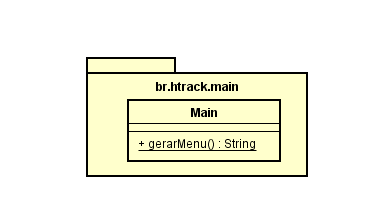 br.htrack.main
Main
+ gerarMenu() : String